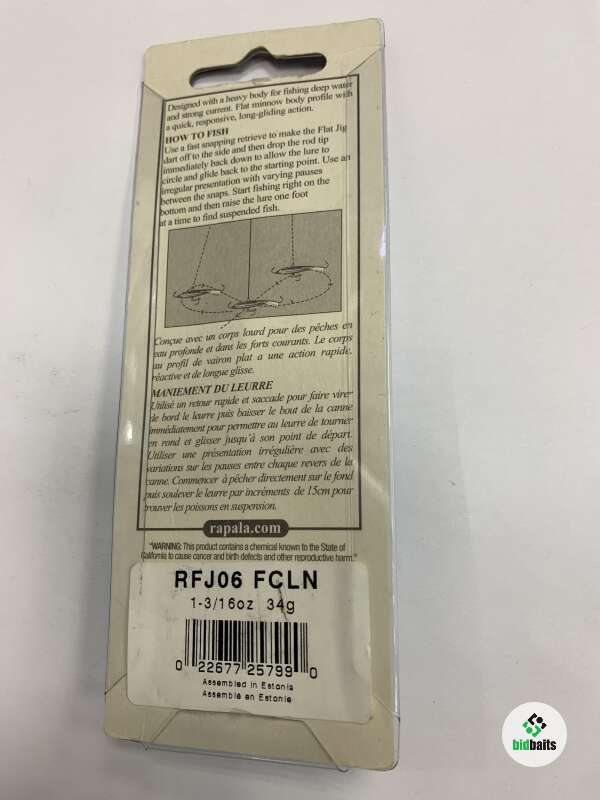 Designed with a heavy body for fishing deep water
and strong current. Flat minnow body profile with
a quick, responsive, long-gliding action.
HOW TO FISH
Use a fast snapping retrieve to make the Flat Jig
dart off to the side and then drop the rod tip
immediately back down to allow the lure to
circle and glide back to the starting point. Use an
irregular presentation with varying pauses
between the snaps. Start fishing right on the
bottom and then raise the lure one foot
at a time to find suspended fish.
Conçue avec un corps lourd pour des pêches en
eau profonde et dans les forts courants. Le corps
au profil de vairon plat a une action rapide,
réactive et de longue glisse.
MANIEMENT DU LEURRE
Utilisé un retour rapide et saccade pour faire virer
de bord le leurre puis baisser le bout de la canne
immédiatement pour permettre au leurre de tourner
en rond et glisser jusqu'à son point de départ.
Utiliser une présentation irrégulière avec des
variations sur les pauses entre chaque revers de la
canne. Commencer à pêcher directement sur le fond
puis soulever le leurre par incréments de 15cm pour
trouver les poissons en suspension.
rapala.com
"WARNING: This product contains a chemical known to the State of
California to cause cancer and birth defects and other reproductive harm."
RFJ06 FCLN
1-3/16oz 34g
0 22677 25799 0
Assembled in Estonia
Assemblé en Estonie
bidbaits